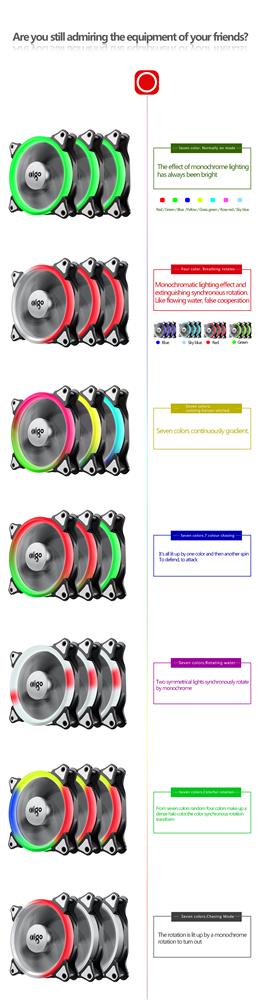 Are you still admiring the equipment of your friends?
aigo
Seven color, Normally on mode
The effect of monochrome lighting
has always been bright
Red / Green / Blue / Yellow / Grass green / Rose red / Sky blue
aigo
Four color Breathing rotates
Monochromatic lighting effect and
extinguishing synchronous rotation.
Like flowing water, false cooperation
Blue
Sky blue
Red
Green
aigo
Seven colors
Seven colors continuously gradient.
aigo
Seven colors,7 colour chasing
It's all lit up by one color and then another spin
To defend, to attack
aigo
Seven colors:Rotating water
Two symmetrical lights synchronously rotate
by monochrome
aigo
Seven colors,Colorful rotation
From seven colors random four colors make up a
dense halo color,the color synchronous rotation
transform
aigo
Seven colors,Chasing Mode
The rotation is lit up by a monochrome
rotation to turn out